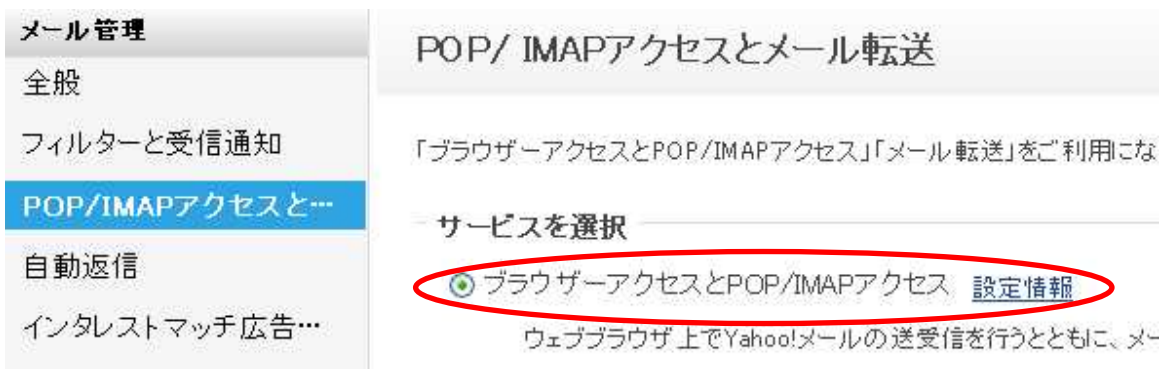 メール管理
全般
フィルターと受信通知
POP/IMAPアクセスと…
自動返信
インタレストマッチ広告…
POP/ IMAPアクセスとメール転送
「ブラウザーアクセスとPOP/IMAPアクセス」「メール転送」をご利用にな
サービスを選択
ブラウザーアクセスとPOP/IMAPアクセス 設定情報
ウェブブラウザ上でYahoo!メールの送受信を行うとともに、メー